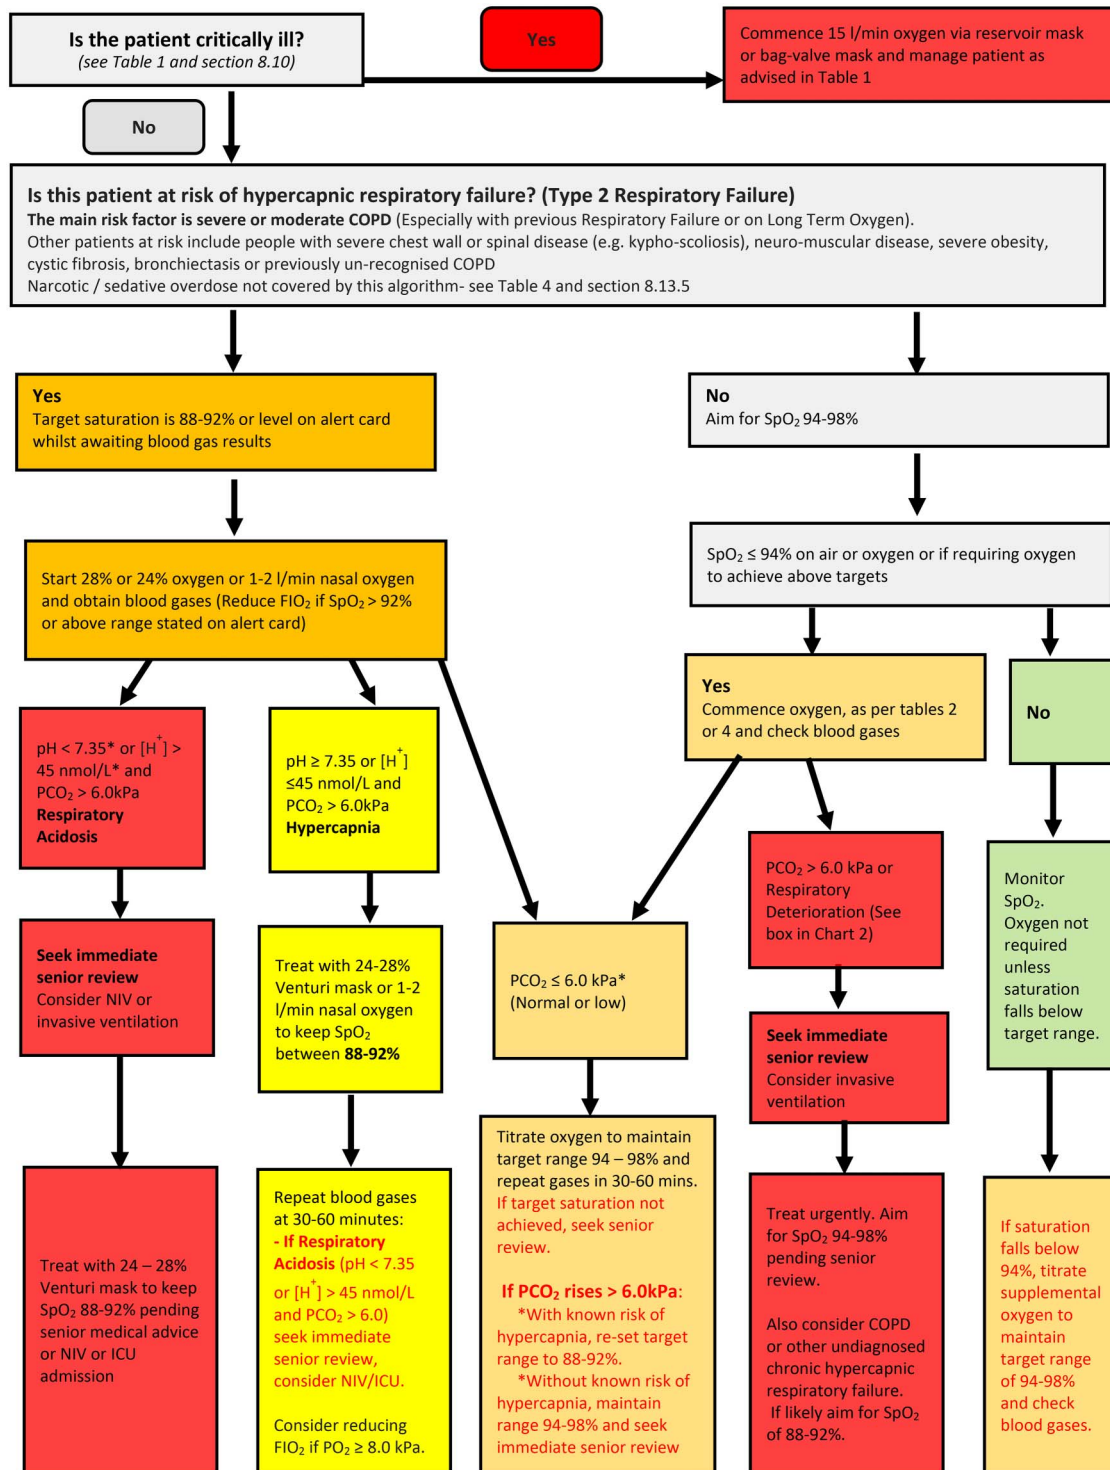 Is the patient critically ill?
(see Table 1 and section 8.10)
Yes
Commence 15 l/min oxygen via reservoir mask
or bag-valve mask and manage patient as
advised in Table 1
No
Is this patient at risk of hypercapnic respiratory failure? (Type 2 Respiratory Failure)
The main risk factor is severe or moderate COPD (Especially with previous Respiratory Failure or on Long Term Oxygen).
Other patients at risk include people with severe chest wall or spinal disease (e.g. kypho-scoliosis), neuro-muscular disease, severe obesity,
cystic fibrosis, bronchiectasis or previously un-recognised COPD
Narcotic / sedative overdose not covered by this algorithm- see Table 4 and section 8.13.5
Yes
Target saturation is 88-92% or level on alert card
whilst awaiting blood gas results
No
Aim for SpO₂ 94-98%
Start 28% or 24% oxygen or 1-2 l/min nasal oxygen
and obtain blood gases (Reduce FIO₂ if SpO₂ > 92%
or above range stated on alert card)
SpO₂ ≤ 94% on air or oxygen or if requiring oxygen
to achieve above targets
Yes
Commence oxygen, as per tables 2
or 4 and check blood gases
No
pH < 7.35* or [H⁺] >
45 nmol/L* and
PCO₂ > 6.0kPa
Respiratory
Acidosis
pH ≥ 7.35 or [H⁺]
≤45 nmol/L and
PCO₂ > 6.0kPa
Hypercapnia
PCO₂ ≤ 6.0 kPa*
(Normal or low)
PCO₂ > 6.0 kPa or
Respiratory
Deterioration (See
box in Chart 2)
Monitor
SpO₂.
Oxygen not
required
unless
saturation
falls below
target range.
Seek immediate
senior review
Consider NIV or
invasive ventilation
Treat with 24-28%
Venturi mask or 1-2
l/min nasal oxygen
to keep SpO₂
between 88-92%
Seek immediate
senior review
Consider invasive
ventilation
Treat with 24 – 28%
Venturi mask to keep
SpO₂ 88-92% pending
senior medical advice
or NIV or ICU
admission
Repeat blood gases
at 30-60 minutes:
- If Respiratory
Acidosis (pH < 7.35
or [H⁺] > 45 nmol/L
and PCO₂ > 6.0)
seek immediate
senior review,
consider NIV/ICU.
Consider reducing
FIO₂ if PO₂ ≥ 8.0 kPa.
Titrate oxygen to maintain
target range 94 – 98% and
repeat gases in 30-60 mins.
If target saturation not
achieved, seek senior
review.
If PCO₂ rises > 6.0kPa:
*With known risk of
hypercapnia, re-set target
range to 88-92%.
*Without known risk of
hypercapnia, maintain
range 94-98% and seek
immediate senior review
Treat urgently. Aim
for SpO₂ 94-98%
pending senior
review.
Also consider COPD
or other undiagnosed
chronic hypercapnic
respiratory failure.
If likely aim for SpO₂
of 88-92%.
If saturation
falls below
94%, titrate
supplemental
oxygen to
maintain
target range
of 94-98%
and check
blood gases.